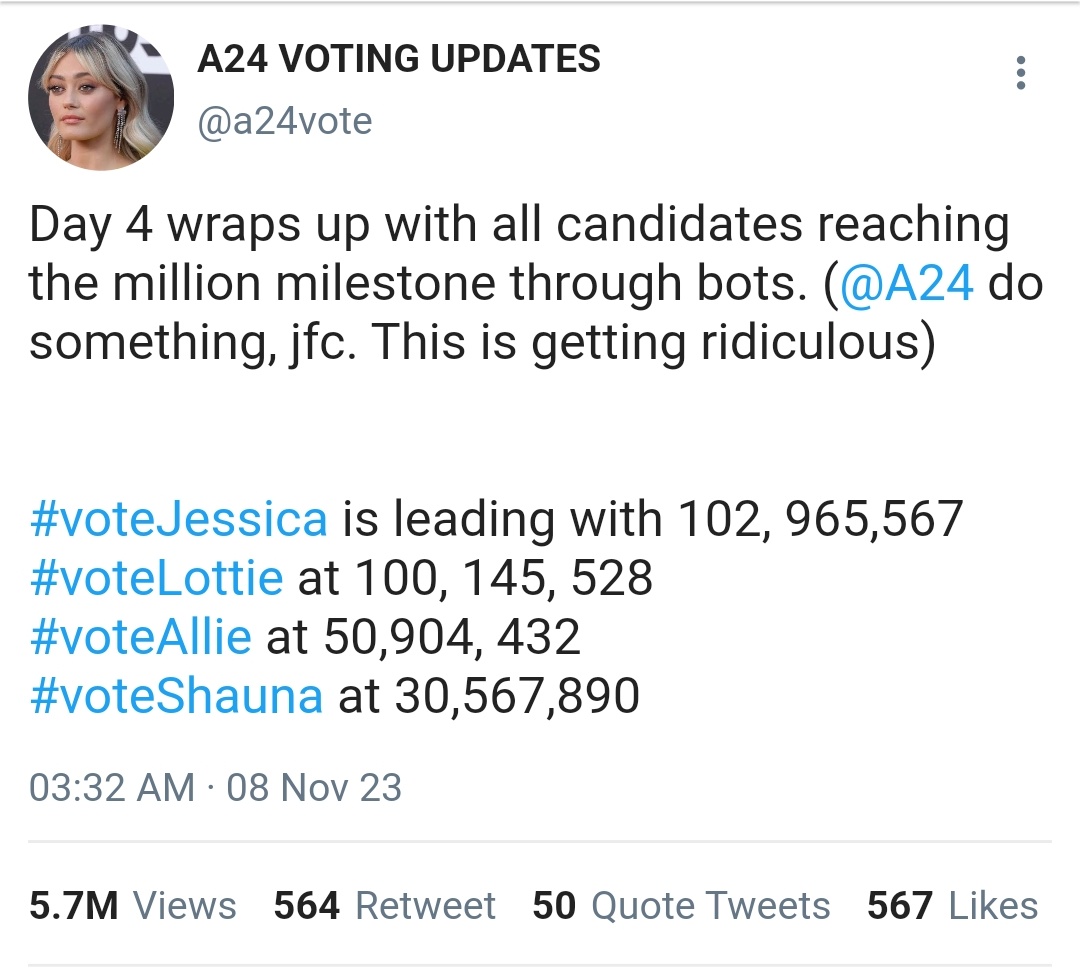 A24 VOTING UPDATES
@a24vote
Day 4 wraps up with all candidates reaching
the million milestone through bots. (@A24 do
something, jfc. This is getting ridiculous)
#voteJessica is leading with 102, 965,567
#voteLottie at 100, 145, 528
#voteAllie at 50,904, 432
#voteShauna at 30,567,890
03:32 AM · 08 Nov 23
5.7M Views 564 Retweet 50 Quote Tweets 567 Likes